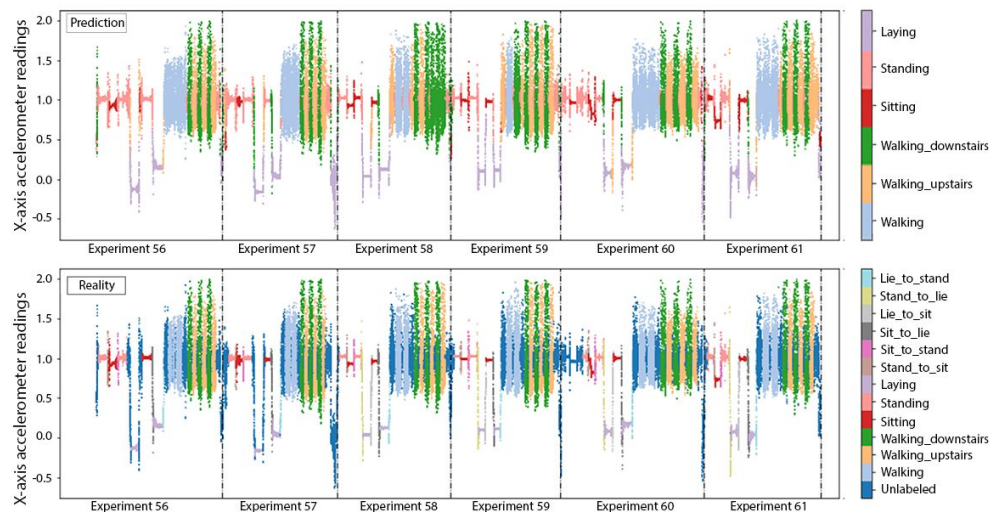 X-axis accelerometer readings
2.0
Prediction
1.5
1.0
0.5
0.0
-0.5
Experiment 56
Experiment 57
Experiment 58
Experiment 59
Experiment 60
Experiment 61
Laying
Standing
Sitting
Walking_downstairs
Walking_upstairs
Walking
X-axis accelerometer readings
2.0
Reality
1.5
1.0
0.5
0.0
-0.5
Experiment 56
Experiment 57
Experiment 58
Experiment 59
Experiment 60
Experiment 61
Lie_to_stand
Stand_to_lie
Lie_to_sit
Sit_to_lie
Sit_to_stand
Stand_to_sit
Laying
Standing
Sitting
Walking_downstairs
Walking_upstairs
Walking
Unlabeled